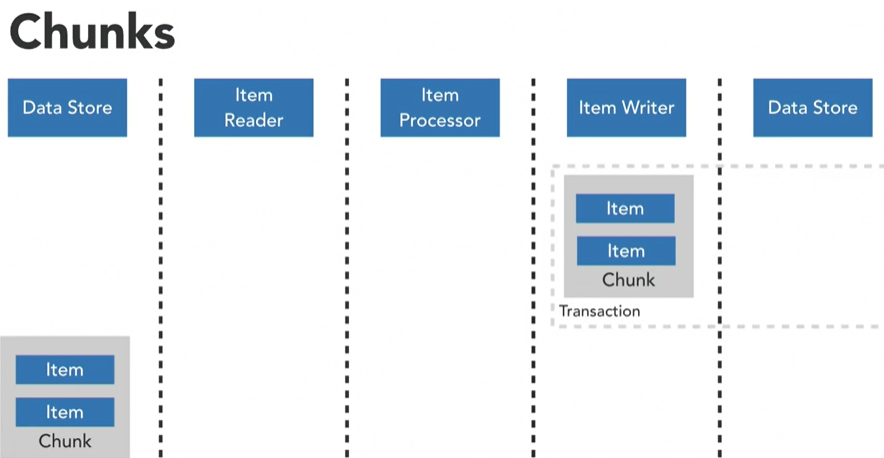 Chunks
Data Store
Item
Reader
Item
Processor
Item Writer
Data Store
Item
Item
Chunk
Transaction
Item
Item
Chunk